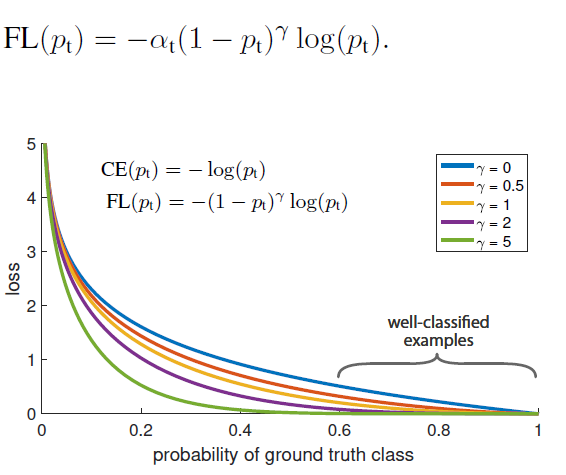 FL(pₜ) = −αₜ(1 − pₜ)^γ log(pₜ).
5
CE(pₜ) = − log(pₜ)
FL(pₜ) = −(1 − pₜ)^γ log(pₜ)
γ = 0
γ = 0.5
γ = 1
γ = 2
γ = 5
4
3
2
1
0
loss
well-classified
examples
0 0.2 0.4 0.6 0.8 1
probability of ground truth class